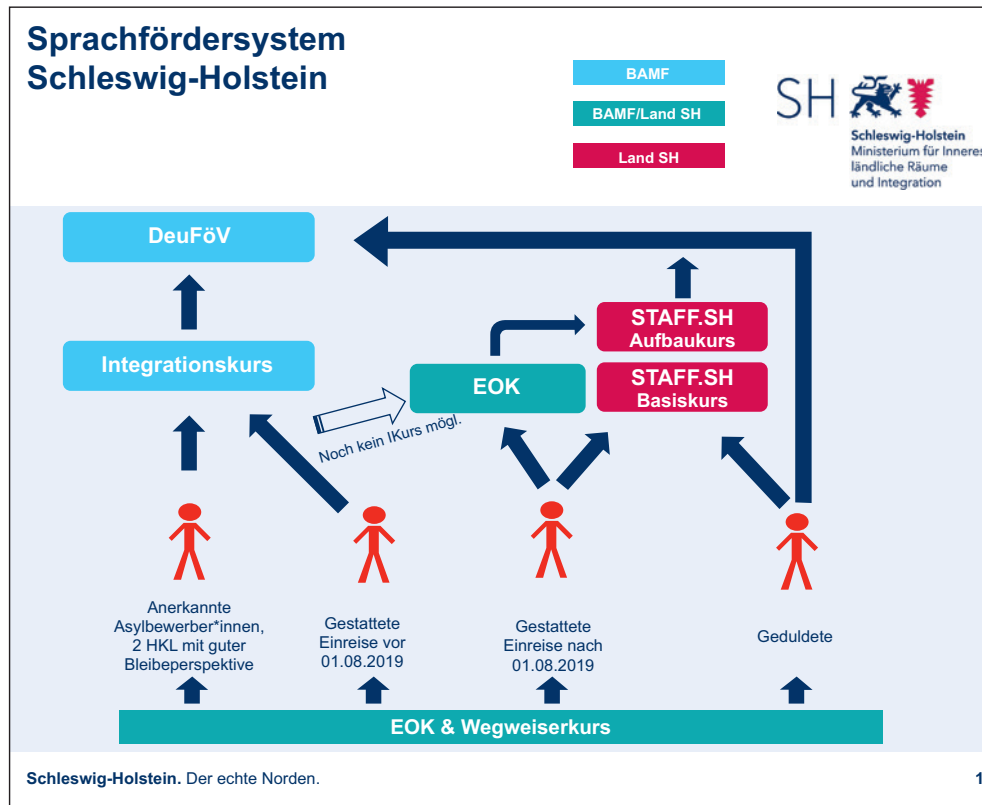 Sprachfördersystem
Schleswig-Holstein
BAMF
BAMF/Land SH
Land SH
SH
Schleswig-Holstein
Ministerium für Inneres
ländliche Räume
und Integration
DeuFöV
STAFF.SH
Aufbaukurs
Integrationskurs
EOK
STAFF.SH
Basiskurs
Noch kein IKurs mögl.
Anerkannte
Asylbewerber*innen,
2 HKL mit guter
Bleibeperspektive
Gestattete
Einreise vor
01.08.2019
Gestattete
Einreise nach
01.08.2019
Geduldete
EOK & Wegweiserkurs
Schleswig-Holstein. Der echte Norden.
1